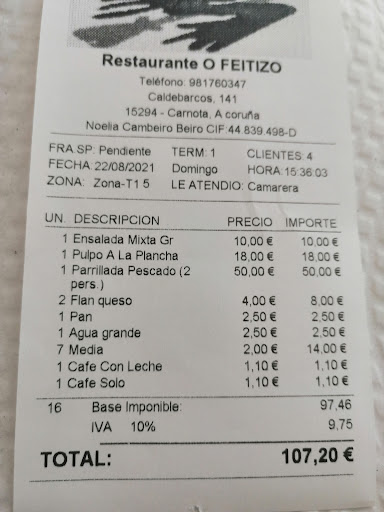 Restaurante O FEITIZO
Teléfono: 981760347
Caldebarcos, 141
15294 - Carnota, A coruña
Noelia Cambeiro Beiro CIF:44.839.498-D
FRA SP: Pendiente TERM: 1 CLIENTES: 4
FECHA: 22/08/2021 Domingo HORA: 15:36:03
ZONA: Zona-T1 5 LE ATENDIO: Camarera
UN. DESCRIPCION PRECIO IMPORTE
1 Ensalada Mixta Gr 10,00 € 10,00 €
1 Pulpo A La Plancha 18,00 € 18,00 €
1 Parrillada Pescado (2 50,00 € 50,00 €
pers.)
2 Flan queso 4,00 € 8,00 €
1 Pan 2,50 € 2,50 €
1 Agua grande 2,50 € 2,50 €
7 Media 2,00 € 14,00 €
1 Cafe Con Leche 1,10 € 1,10 €
1 Cafe Solo 1,10 € 1,10 €
16 Base Imponible: 97,46
IVA 10% 9,75
TOTAL: 107,20 €